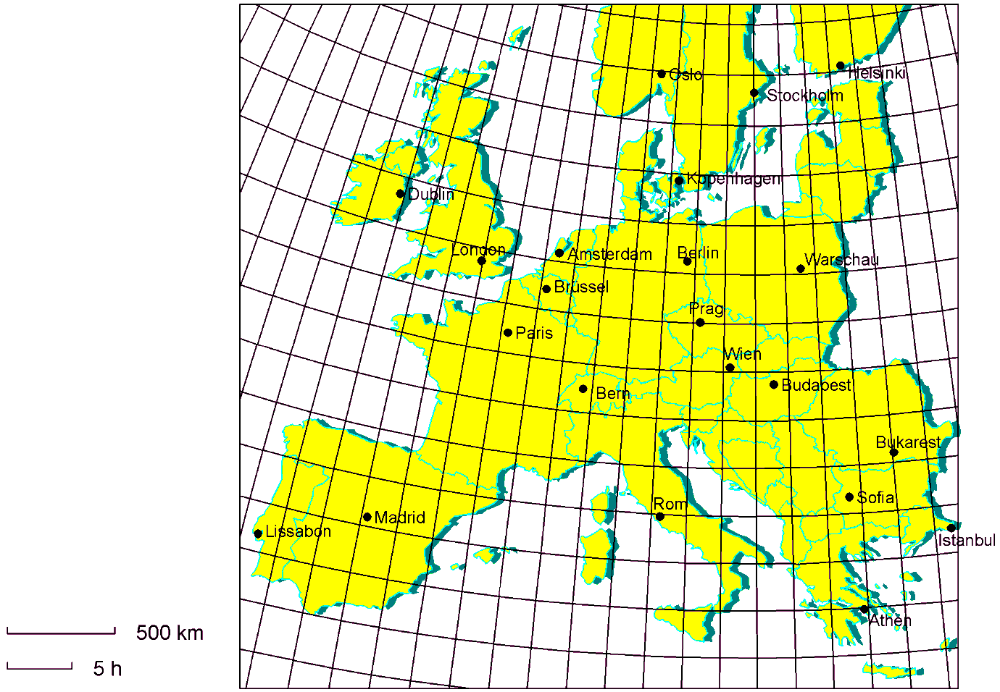 Oslo
Helsinki
Stockholm
Kopenhagen
Dublin
London
Amsterdam
Berlin
Warschau
Brüssel
Prag
Paris
Wien
Budapest
Bern
Bukarest
Rom
Sofia
Madrid
Lissabon
Istanbul
Athen
500 km
5 h